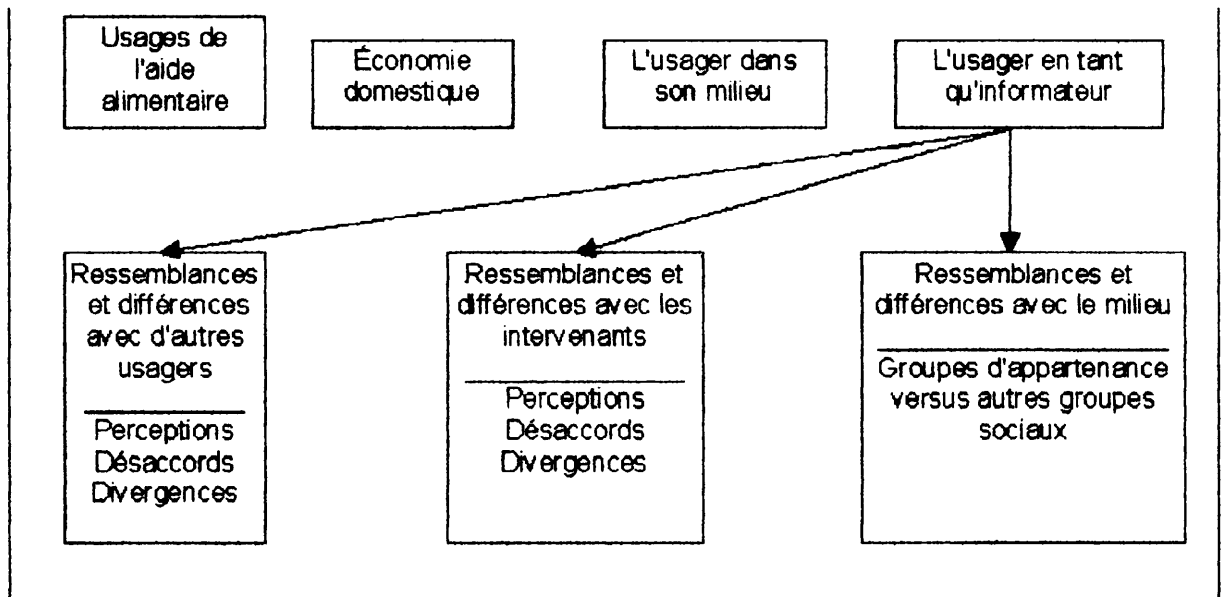 Usages de
l'aide
alimentaire
Économie
domestique
L'usager dans
son milieu
L'usager en tant
qu'informateur
Ressemblances
et différences
avec d'autres
usagers
Perceptions
Désaccords
Divergences
Ressemblances et
différences avec les
intervenants
Perceptions
Désaccords
Divergences
Ressemblances et
différences avec le milieu
Groupes d'appartenance
versus autres groupes
sociaux